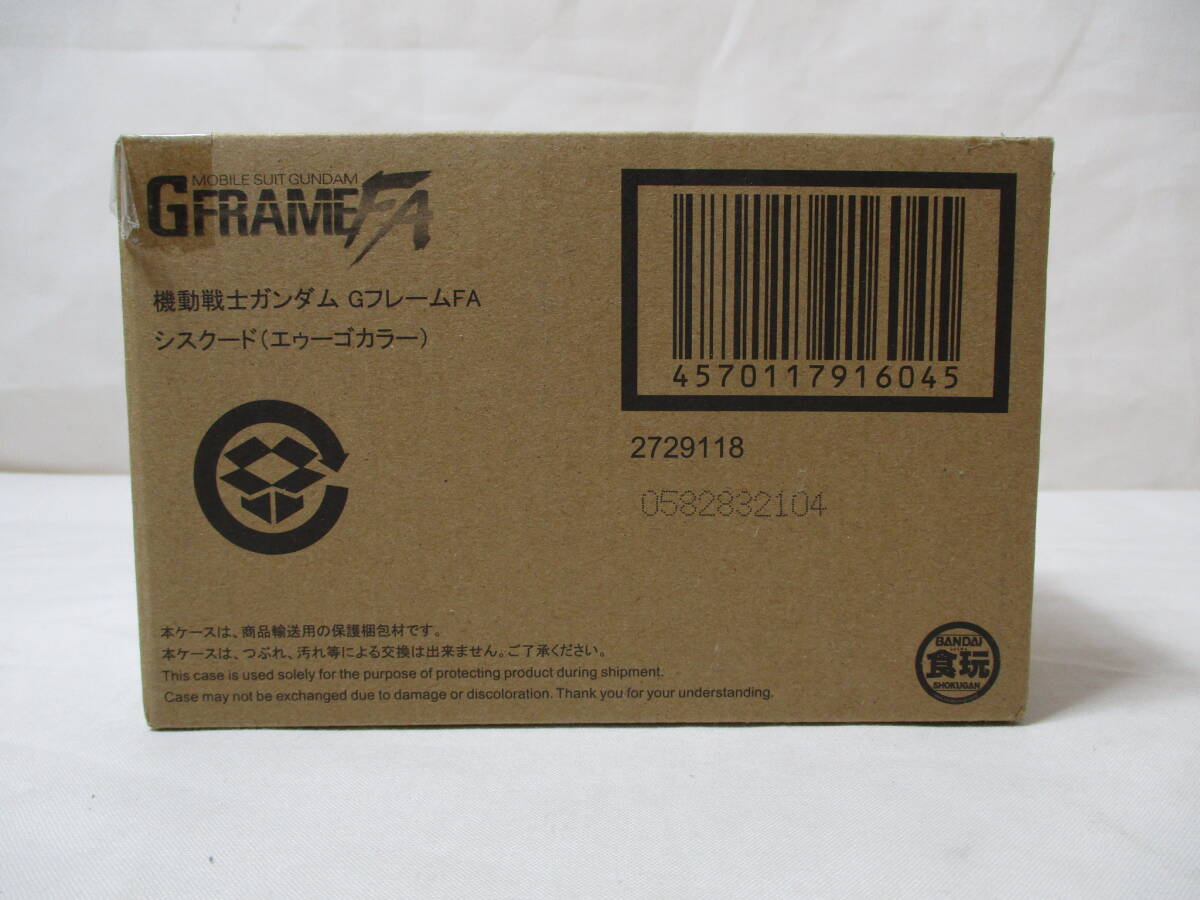 MOBILE SUIT GUNDAM
GFRAMEFA
機動戦士ガンダム GフレームFA
シスクード(エゥーゴカラー)
4570117916045
2729118
0582832104
本ケースは、商品輸送用の保護梱包材です。
本ケースは、つぶれ、汚れ等による交換は出来ません。ご了承ください。
This case is used solely for the purpose of protecting product during shipment.
Case may not be exchanged due to damage or discoloration. Thank you for your understanding.
BANDAI
食玩
SHOKUGAN